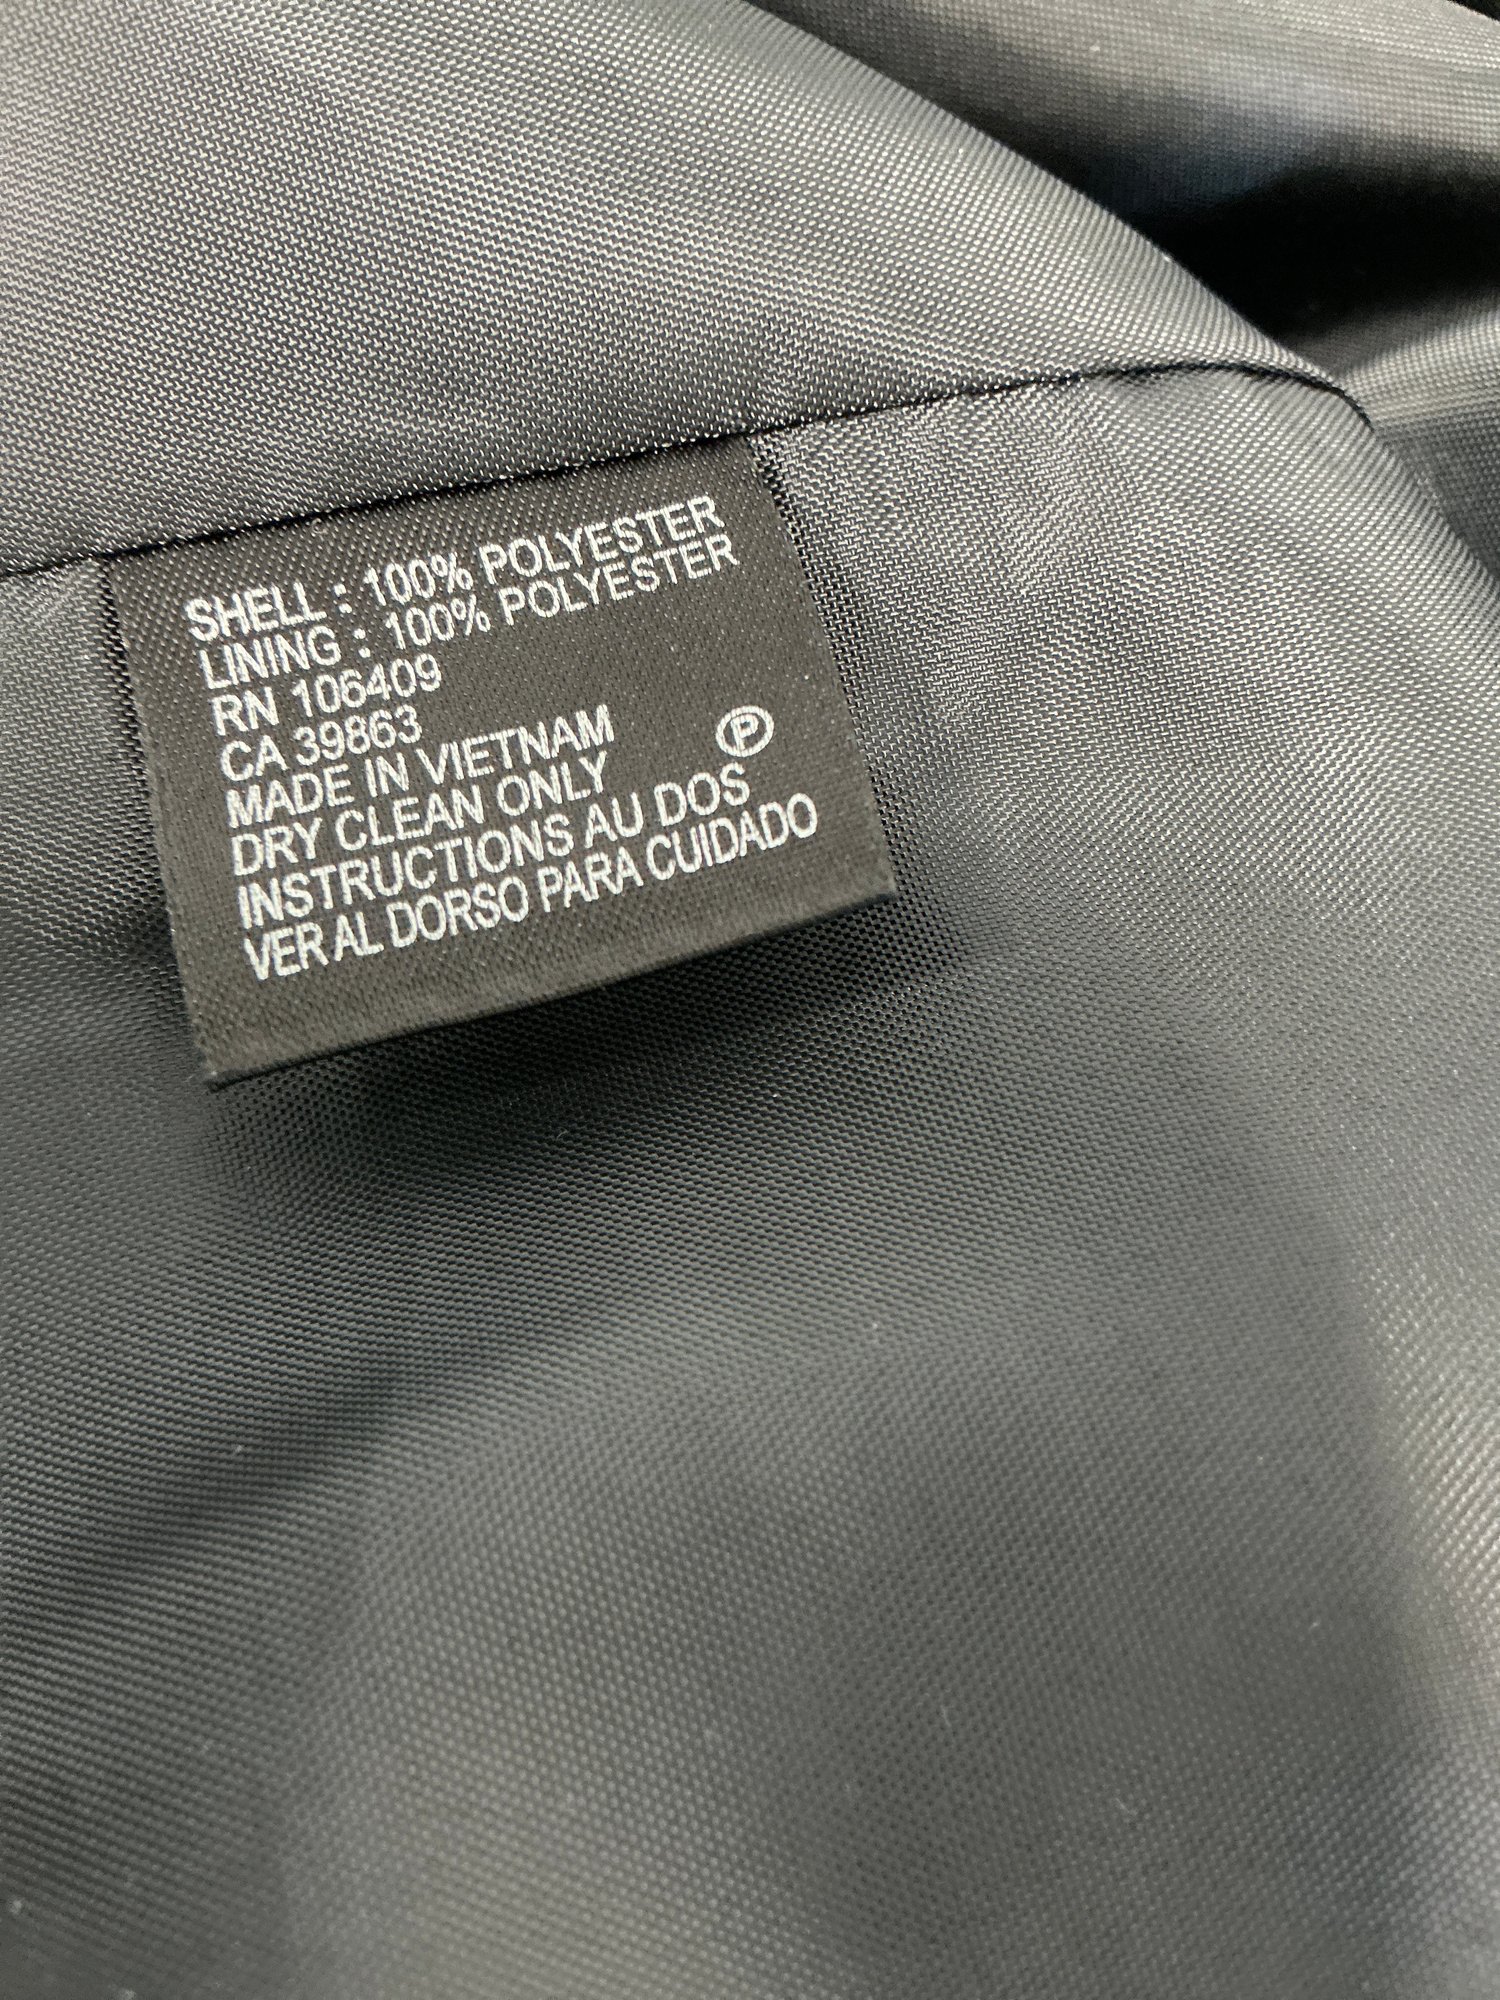 SHELL : 100% POLYESTER
LINING : 100% POLYESTER
RN 106409
CA 39863
MADE IN VIETNAM
DRY CLEAN ONLY
P
INSTRUCTIONS AU DOS
VER AL DORSO PARA CUIDADO